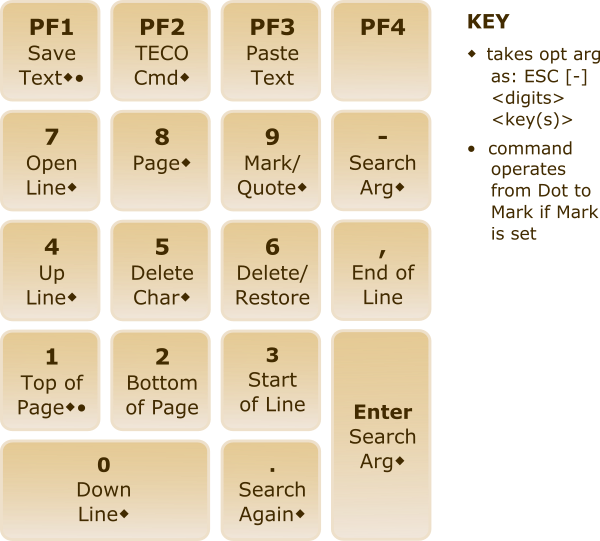 PF1
Save
Text◆●
PF2
TECO
Cmd◆
PF3
Paste
Text
PF4
7
Open
Line◆
8
Page◆
9
Mark/
Quote◆
-
Search
Arg◆
4
Up
Line◆
5
Delete
Char◆
6
Delete/
Restore
,
End of
Line
1
Top of
Page◆●
2
Bottom
of Page
3
Start
of Line
Enter
Search
Arg◆
0
Down
Line◆
.
Search
Again◆
KEY
◆ takes opt arg
as: ESC [-]
<digits>
<key(s)>
● command
operates
from Dot to
Mark if Mark
is set